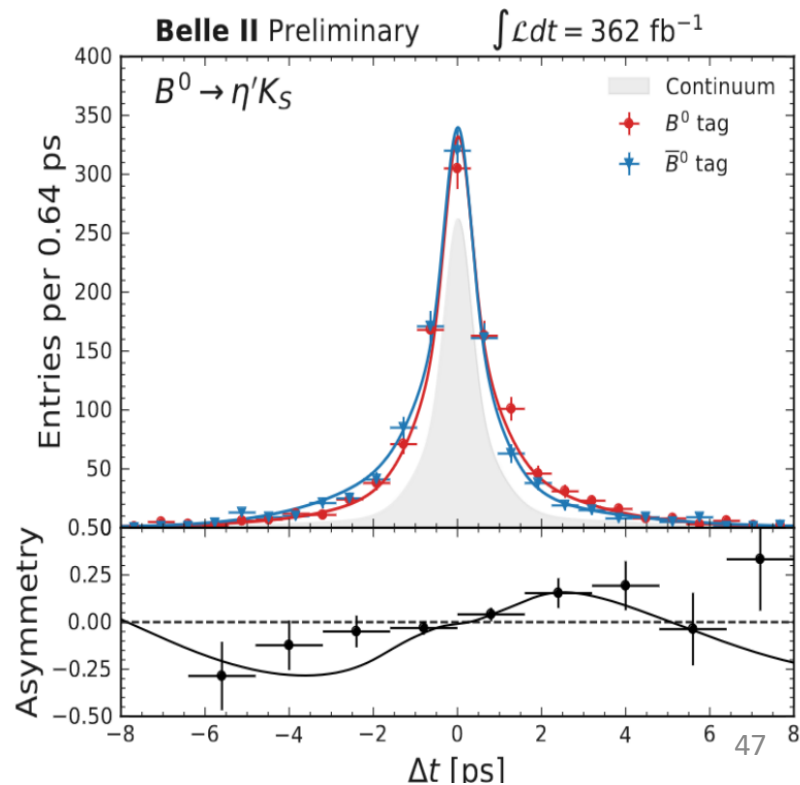 Belle II Preliminary ∫ℒdt = 362 fb⁻¹
B⁰ → η′K_S
Continuum
B⁰ tag
B̅⁰ tag
Entries per 0.64 ps
400
350
300
250
200
150
100
50
0.50
0.25
0.00
−0.25
−0.50
Asymmetry
−8 −6 −4 −2 0 2 4 6 8
47
Δt [ps]